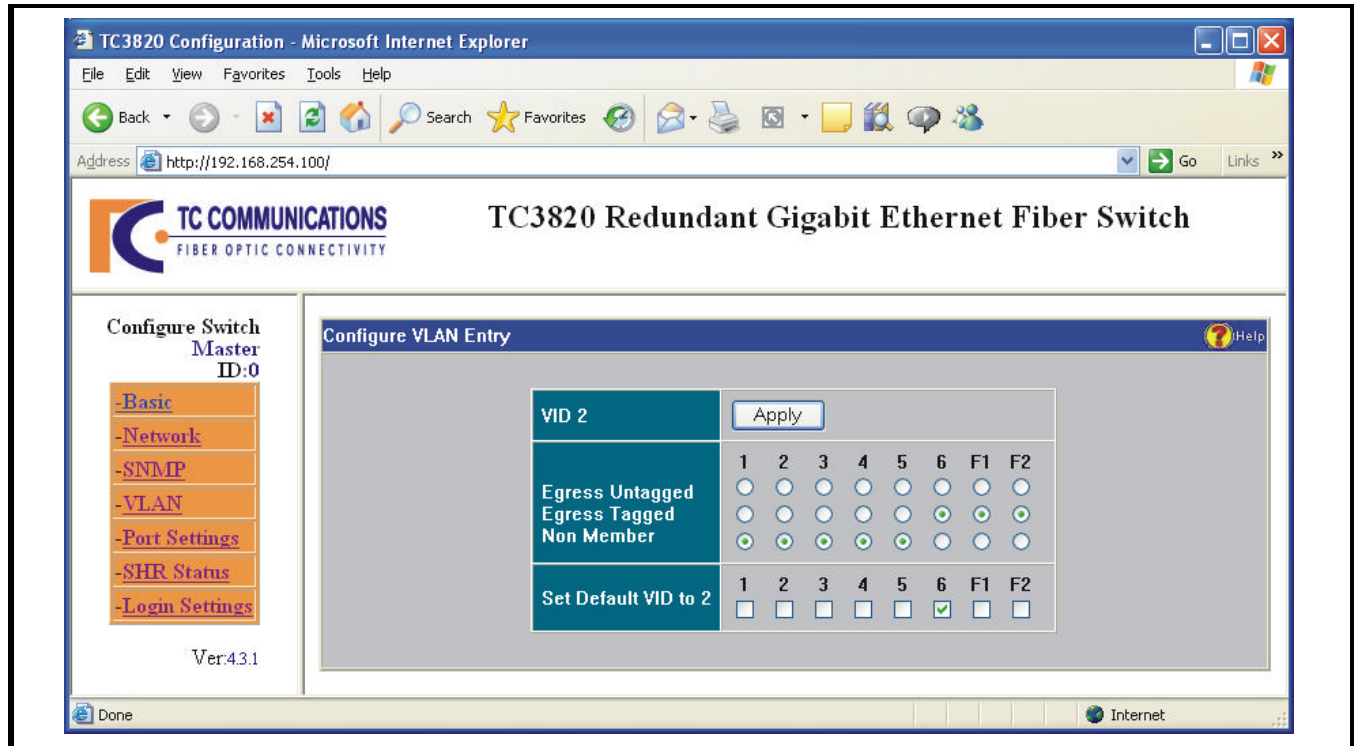 TC3820 Configuration - Microsoft Internet Explorer
File Edit View Favorites Tools Help
Back Search Favorites
Address http://192.168.254.100/ Go Links »
TC COMMUNICATIONS
FIBER OPTIC CONNECTIVITY
TC3820 Redundant Gigabit Ethernet Fiber Switch
Configure Switch
Master
ID:0
-Basic
-Network
-SNMP
-VLAN
-Port Settings
-SHR Status
-Login Settings
Ver:4.3.1
Configure VLAN Entry
Help
VID 2 Apply
1 2 3 4 5 6 F1 F2
Egress Untagged
Egress Tagged
Non Member
1 2 3 4 5 6 F1 F2
Set Default VID to 2
Done Internet